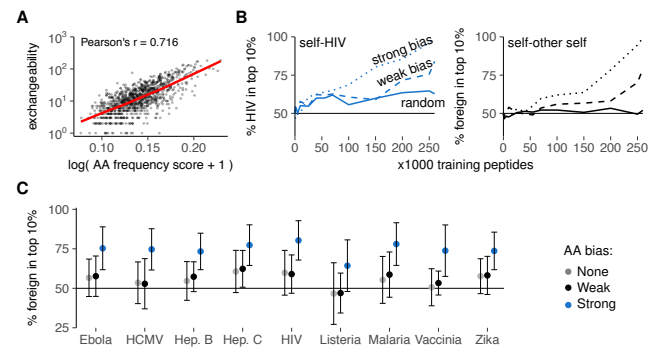 A
Pearson's r = 0.716
exchangeability
10³
10²
10¹
10⁰
0.10 0.15 0.20
log( AA frequency score + 1 )
B
self-HIV
% HIV in top 10%
100
75
50
strong bias
weak bias
random
0 50 100 150 200 250
self-other self
% foreign in top 10%
100
75
50
0 50 100 150 200 250
x1000 training peptides
C
% foreign in top 10%
100
75
50
25
Ebola HCMV Hep. B Hep. C HIV Listeria Malaria Vaccinia Zika
AA bias:
None
Weak
Strong